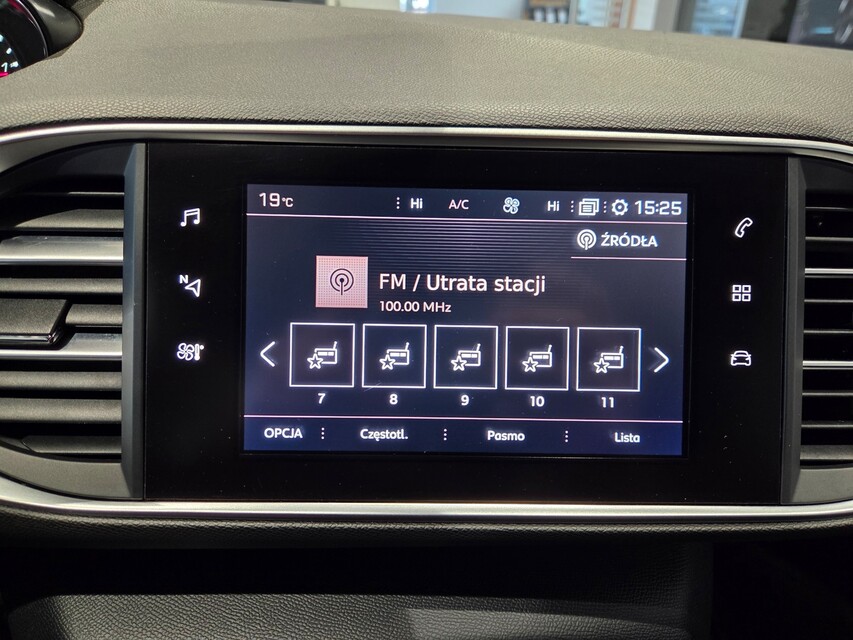 19°C Hi A/C Hi 15:25
ŹRÓDŁA
FM / Utrata stacji
100.00 MHz
7 8 9 10 11
OPCJA Częstotl. Pasmo Lista
N
1